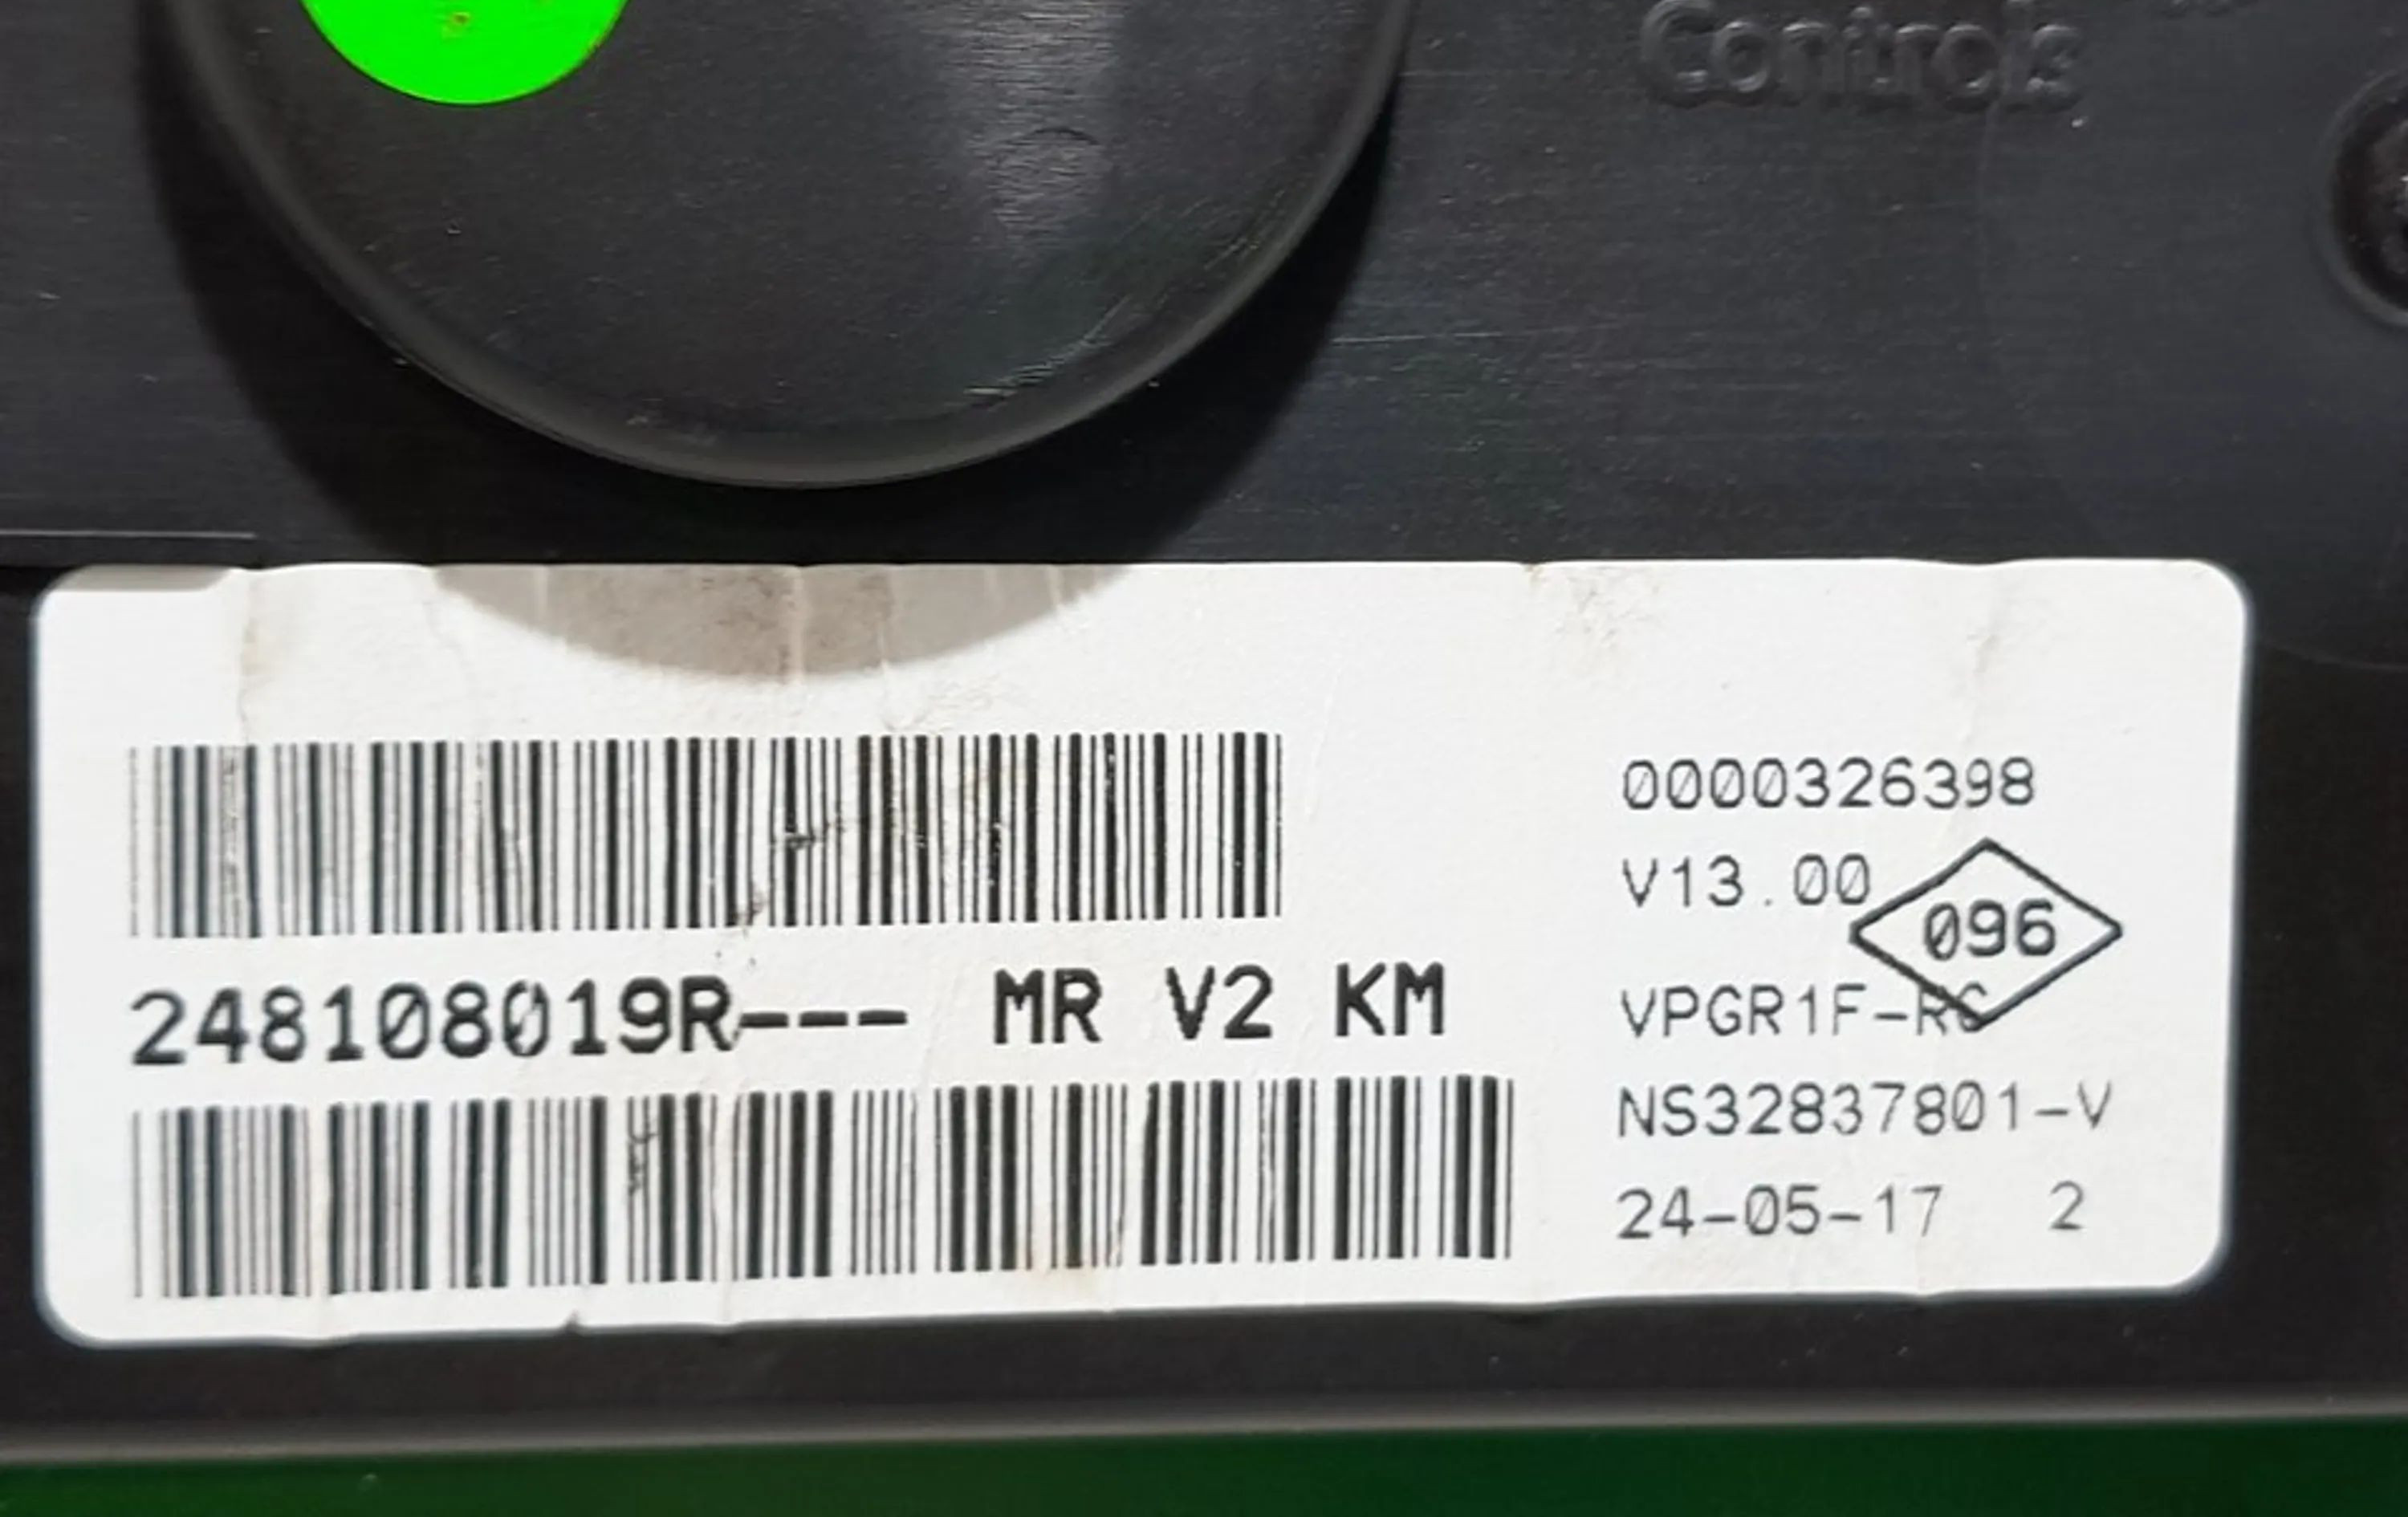 Controls
0000326398
V13.00
096
248108019R--- MR V2 KM
VPGR1F-RC
NS32837801-V
24-05-17 2